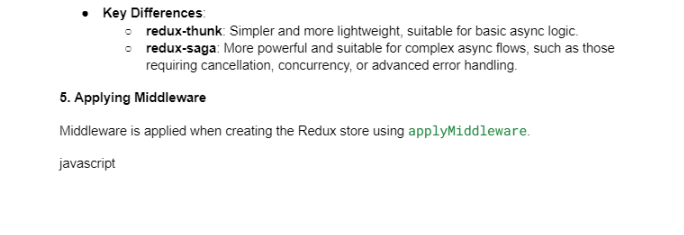 ● Key Differences:
○ redux-thunk: Simpler and more lightweight, suitable for basic async logic.
○ redux-saga: More powerful and suitable for complex async flows, such as those
requiring cancellation, concurrency, or advanced error handling.
5. Applying Middleware
Middleware is applied when creating the Redux store using applyMiddleware.
javascript